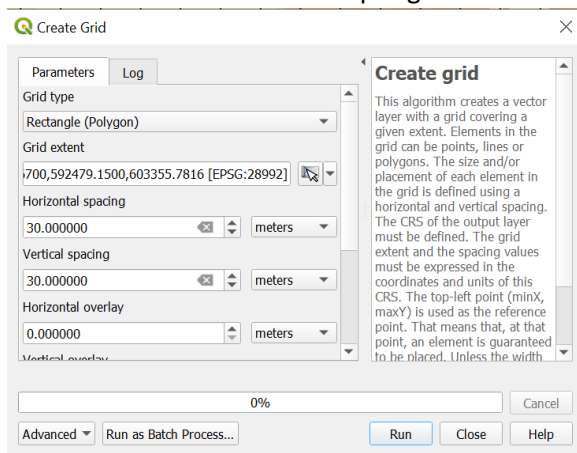 Create Grid
Parameters
Log
Grid type
Rectangle (Polygon)
Grid extent
700,592479.1500,603355.7816 [EPSG:28992]
Horizontal spacing
30.000000
meters
Vertical spacing
30.000000
meters
Horizontal overlay
0.000000
meters
Vertical overlay
Create grid
This algorithm creates a vector
layer with a grid covering a
given extent. Elements in the
grid can be points, lines or
polygons. The size and/or
placement of each element in
the grid is defined using a
horizontal and vertical spacing.
The CRS of the output layer
must be defined. The grid
extent and the spacing values
must be expressed in the
coordinates and units of this
CRS. The top-left point (minX,
maxY) is used as the reference
point. That means that, at that
point, an element is guaranteed
to be placed. Unless the width
0%
Cancel
Advanced
Run as Batch Process...
Run
Close
Help